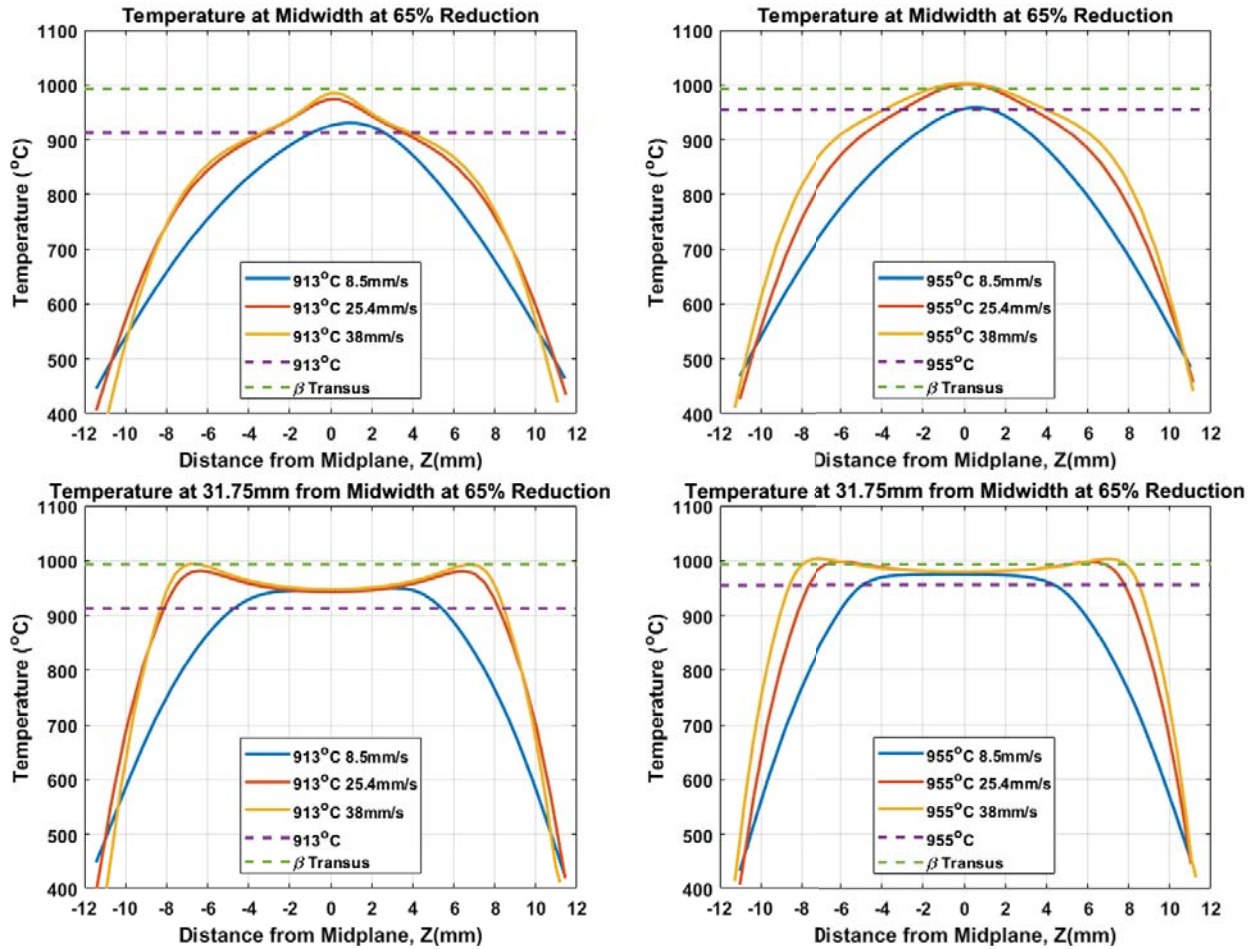 Temperature at Midwidth at 65% Reduction
1100
1000
900
800
700
600
500
400
Temperature (°C)
913°C 8.5mm/s
913°C 25.4mm/s
913°C 38mm/s
913°C
β Transus
-12 -10 -8 -6 -4 -2 0 2 4 6 8 10 12
Distance from Midplane, Z(mm)
Temperature at Midwidth at 65% Reduction
1100
1000
900
800
700
600
500
400
Temperature (°C)
955°C 8.5mm/s
955°C 25.4mm/s
955°C 38mm/s
955°C
β Transus
-12 -10 -8 -6 -4 -2 0 2 4 6 8 10 12
Distance from Midplane, Z(mm)
Temperature at 31.75mm from Midwidth at 65% Reduction
1100
1000
900
800
700
600
500
400
Temperature (°C)
913°C 8.5mm/s
913°C 25.4mm/s
913°C 38mm/s
913°C
β Transus
-12 -10 -8 -6 -4 -2 0 2 4 6 8 10 12
Distance from Midplane, Z(mm)
Temperature at 31.75mm from Midwidth at 65% Reduction
1100
1000
900
800
700
600
500
400
Temperature (°C)
955°C 8.5mm/s
955°C 25.4mm/s
955°C 38mm/s
955°C
β Transus
-12 -10 -8 -6 -4 -2 0 2 4 6 8 10 12
Distance from Midplane, Z(mm)